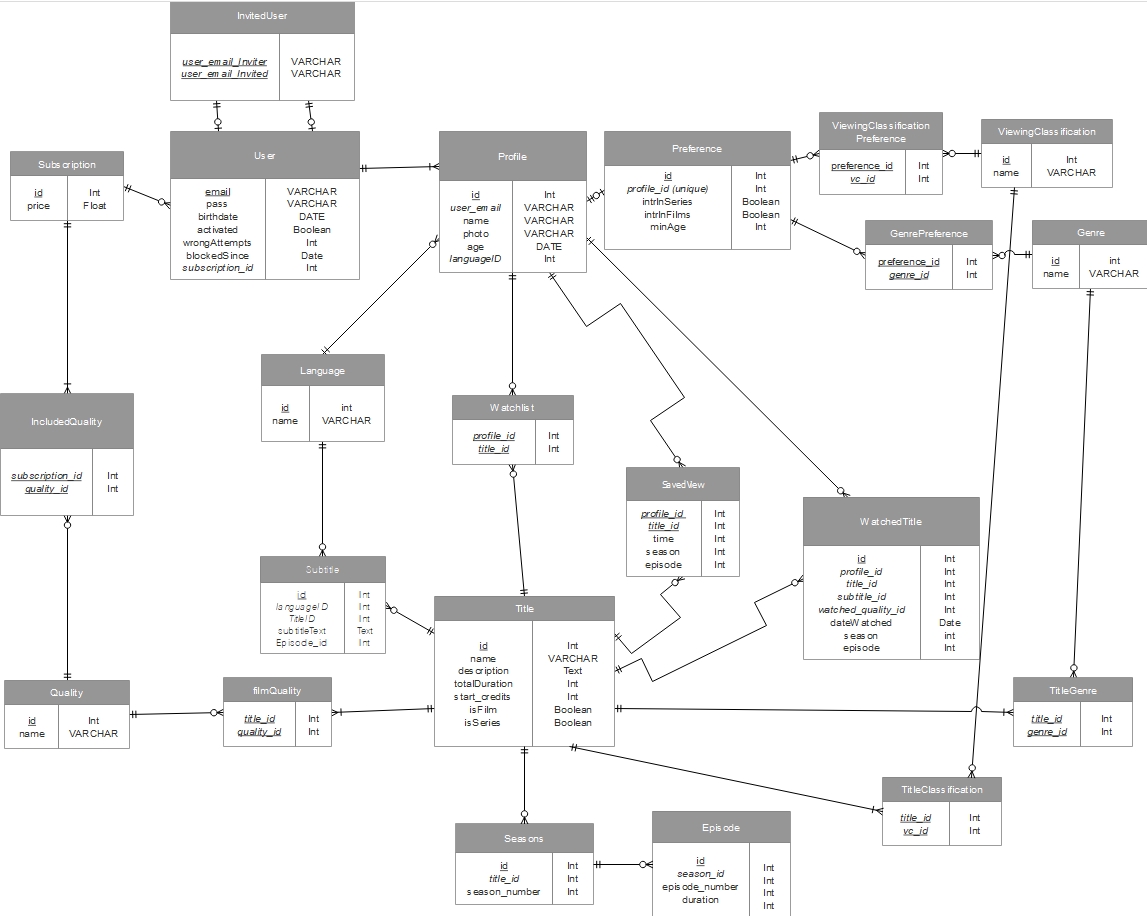 InvitedUser
user_email_Inviter VARCHAR
user_email_Invited VARCHAR
Subscription
id Int
price Float
User
email VARCHAR
pass VARCHAR
birthdate DATE
activated Boolean
wrongAttempts Int
blockedSince Date
subscription_id Int
Profile
id Int
user_email VARCHAR
name VARCHAR
photo VARCHAR
age DATE
languageID Int
Preference
id Int
profile_id (unique) Int
intrInSeries Boolean
intrInFilms Boolean
minAge Int
ViewingClassification
Preference
preference_id Int
vc_id Int
ViewingClassification
id Int
name VARCHAR
GenrePreference
preference_id Int
genre_id Int
Genre
id int
name VARCHAR
Language
id int
name VARCHAR
Watchlist
profile_id Int
title_id Int
IncludedQuality
subscription_id Int
quality_id Int
SavedView
profile_id Int
title_id Int
time Int
season Int
episode Int
WatchedTitle
id Int
profile_id Int
title_id Int
subtitle_id Int
watched_quality_id Int
dateWatched Date
season int
episode Int
Subtitle
id Int
languageID Int
TitleID Int
subtitleText Text
Episode_id Int
Title
id Int
name VARCHAR
description Text
totalDuration Int
start_credits Int
isFilm Boolean
isSeries Boolean
Quality
id Int
name VARCHAR
filmQuality
title_id Int
quality_id Int
TitleGenre
title_id Int
genre_id Int
TitleClassification
title_id Int
vc_id Int
Seasons
id Int
title_id Int
season_number Int
Episode
id Int
season_id Int
episode_number Int
duration Int